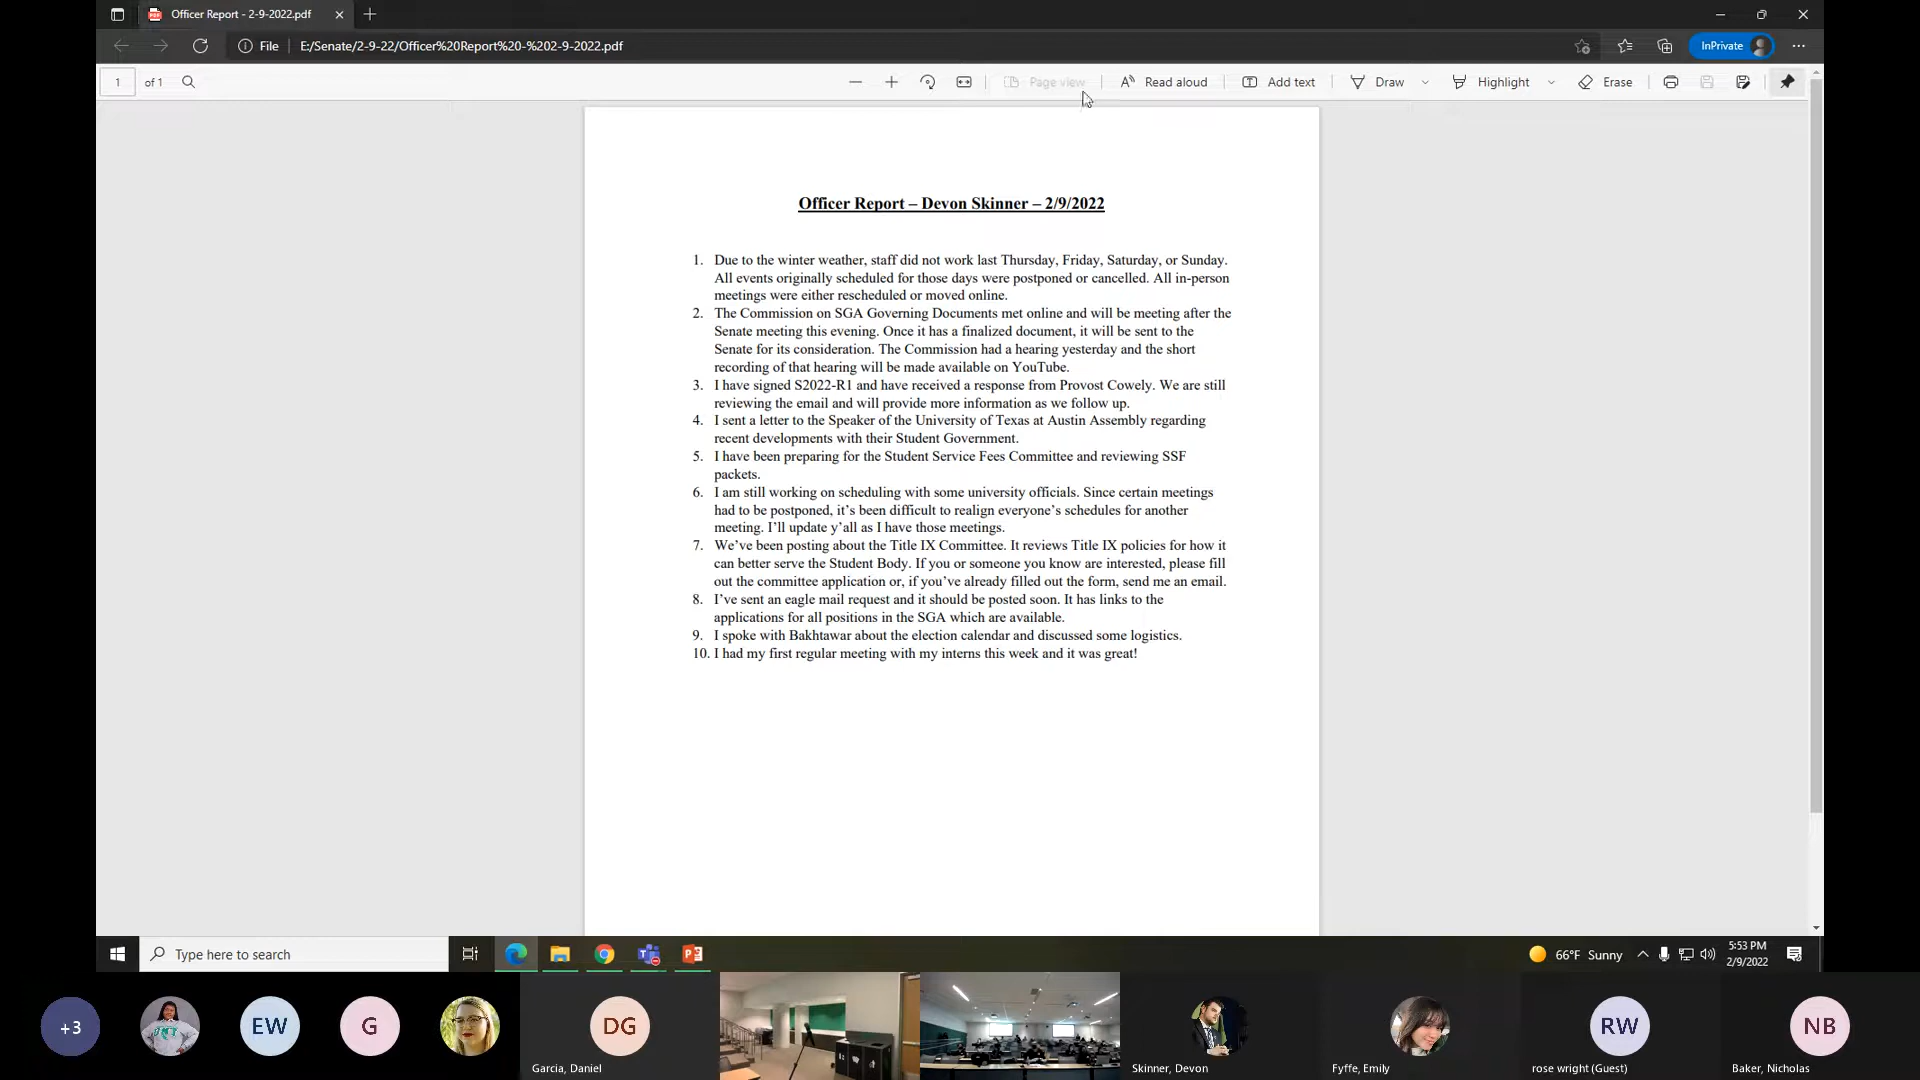 Officer Report - 2-9-2022.pdf
File
E:/Senate/2-9-22/Officer%20Report%20-%202-9-2022.pdf
InPrivate
1 of 1
Page view
Read aloud
Add text
Draw
Highlight
Erase
Officer Report – Devon Skinner – 2/9/2022
1. Due to the winter weather, staff did not work last Thursday, Friday, Saturday, or Sunday.
All events originally scheduled for those days were postponed or cancelled. All in-person
meetings were either rescheduled or moved online.
2. The Commission on SGA Governing Documents met online and will be meeting after the
Senate meeting this evening. Once it has a finalized document, it will be sent to the
Senate for its consideration. The Commission had a hearing yesterday and the short
recording of that hearing will be made available on YouTube.
3. I have signed S2022-R1 and have received a response from Provost Cowely. We are still
reviewing the email and will provide more information as we follow up.
4. I sent a letter to the Speaker of the University of Texas at Austin Assembly regarding
recent developments with their Student Government.
5. I have been preparing for the Student Service Fees Committee and reviewing SSF
packets.
6. I am still working on scheduling with some university officials. Since certain meetings
had to be postponed, it’s been difficult to realign everyone’s schedules for another
meeting. I’ll update y’all as I have those meetings.
7. We’ve been posting about the Title IX Committee. It reviews Title IX policies for how it
can better serve the Student Body. If you or someone you know are interested, please fill
out the committee application or, if you’ve already filled out the form, send me an email.
8. I’ve sent an eagle mail request and it should be posted soon. It has links to the
applications for all positions in the SGA which are available.
9. I spoke with Bakhtawar about the election calendar and discussed some logistics.
10. I had my first regular meeting with my interns this week and it was great!
Type here to search
66°F Sunny
5:53 PM
2/9/2022
+3
EW
G
DG
RW
NB
Garcia, Daniel
Skinner, Devon
Fyffe, Emily
rose wright (Guest)
Baker, Nicholas